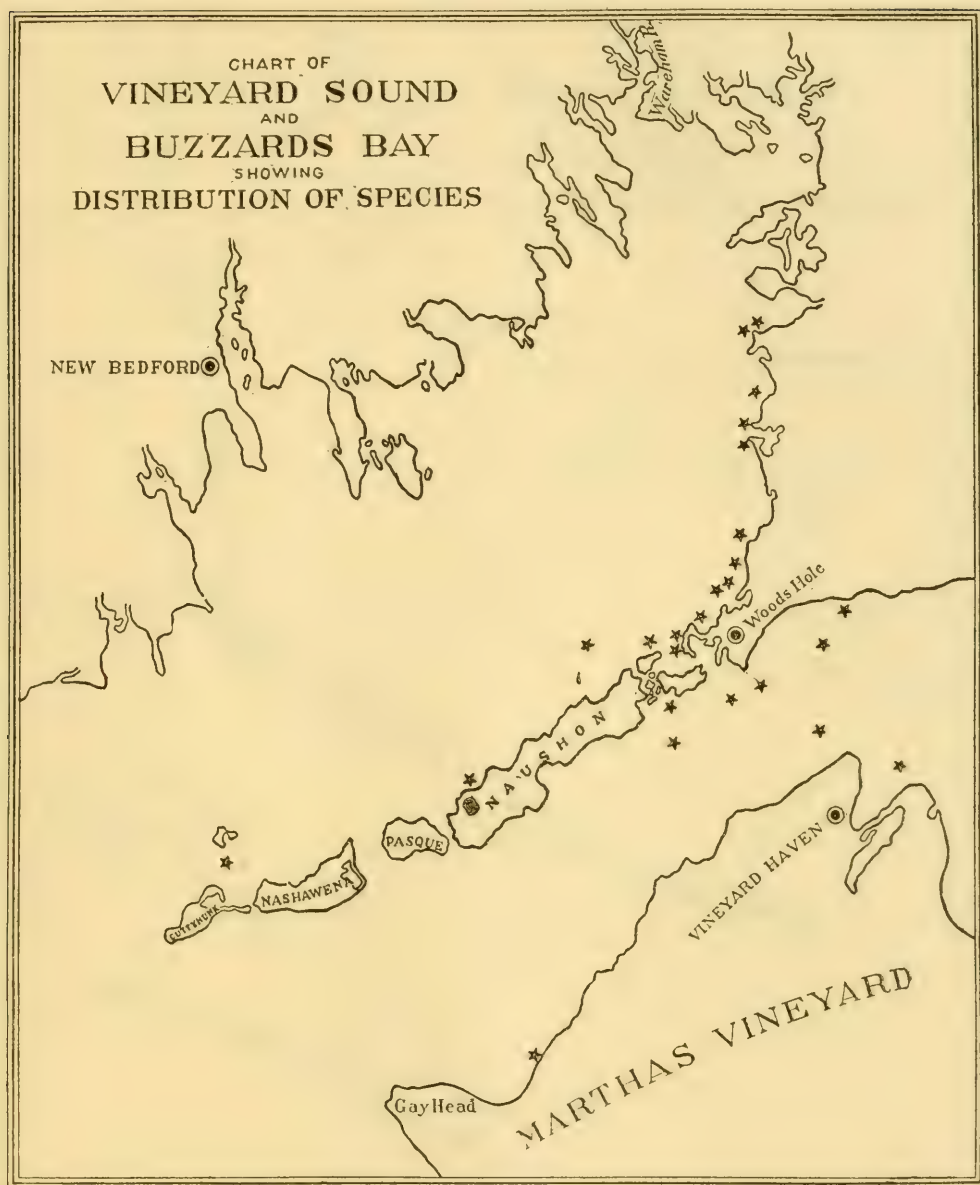 CHART OF
VINEYARD SOUND
AND
BUZZARDS BAY
SHOWING
DISTRIBUTION OF SPECIES
Wareham R.
NEW BEDFORD
Woods Hole
NAUSHON
PASQUE
NASHAWENA
CUTTYHUNK
VINEYARD HAVEN
MARTHAS VINEYARD
Gay Head